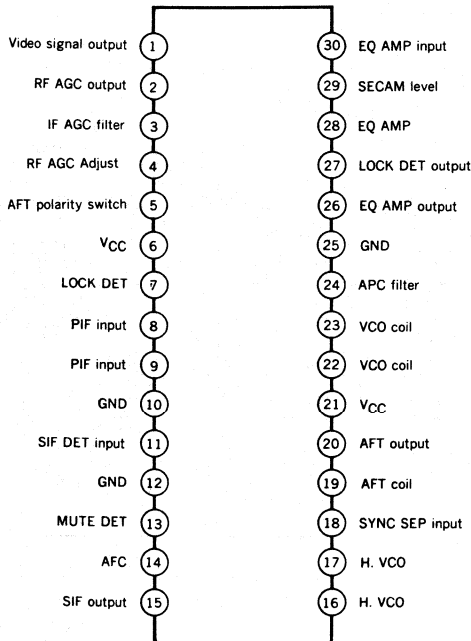 Video signal output 1 30 EQ AMP input
RF AGC output 2 29 SECAM level
IF AGC filter 3 28 EQ AMP
RF AGC Adjust 4 27 LOCK DET output
AFT polarity switch 5 26 EQ AMP output
VCC 6 25 GND
LOCK DET 7 24 APC filter
PIF input 8 23 VCO coil
PIF input 9 22 VCO coil
GND 10 21 VCC
SIF DET input 11 20 AFT output
GND 12 19 AFT coil
MUTE DET 13 18 SYNC SEP input
AFC 14 17 H. VCO
SIF output 15 16 H. VCO